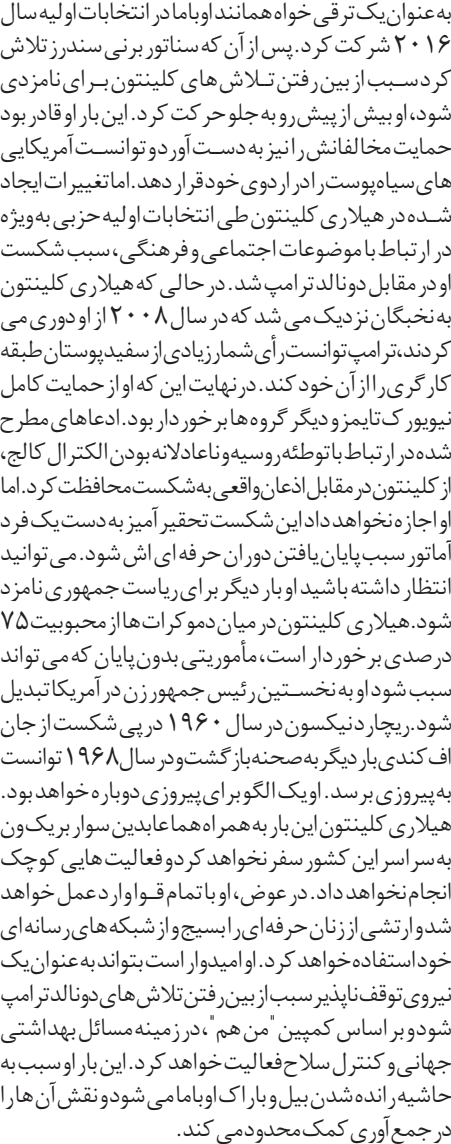 به عنوان یک ترقی خواه همانند اوباما در انتخابات اولیه سال
۲۰۱۶ شرکت کرد. پس از آن که سناتور برنی سندرز تلاش
کرد سبب از بین رفتن تلاش های کلینتون برای نامزدی
شود، او بیش از پیش رو به جلو حرکت کرد. این بار او قادر بود
حمایت مخالفانش را نیز به دست آورد و توانست آمریکایی
های سیاه پوست را در اردوی خود قرار دهد. اما تغییرات ایجاد
شده در هیلاری کلینتون طی انتخابات اولیه حزبی به ویژه
در ارتباط با موضوعات اجتماعی و فرهنگی، سبب شکست
او در مقابل دونالد ترامپ شد. در حالی که هیلاری کلینتون
به نخبگان نزدیک می شد که در سال ۲۰۰۸ از او دوری می
کردند، ترامپ توانست رأی شمار زیادی از سفیدپوستان طبقه
کارگری را از آن خود کند. در نهایت این که او از حمایت کامل
نیویورک تایمز و دیگر گروه ها برخوردار بود. ادعاهای مطرح
شده در ارتباط با توطئه روسیه و ناعادلانه بودن الکترال کالج،
از کلینتون در مقابل اذعان واقعی به شکست محافظت کرد. اما
او اجازه نخواهد داد این شکست تحقیر آمیز به دست یک فرد
آماتور سبب پایان یافتن دوران حرفه ای اش شود. می توانید
انتظار داشته باشید او بار دیگر برای ریاست جمهوری نامزد
شود. هیلاری کلینتون در میان دموکرات ها از محبوبیت ۷۵
درصدی برخوردار است، مأموریتی بدون پایان که می تواند
سبب شود او به نخستین رئیس جمهور زن در آمریکا تبدیل
شود. ریچارد نیکسون در سال ۱۹۶۰ در پی شکست از جان
اف کندی بار دیگر به صحنه بازگشت و در سال ۱۹۶۸ توانست
به پیروزی برسد. او یک الگو برای پیروزی دوباره خواهد بود.
هیلاری کلینتون این بار به همراه هما عابدین سوار بر یک ون
به سراسر این کشور سفر نخواهد کرد و فعالیت هایی کوچک
انجام نخواهد داد. در عوض، او با تمام قوا وارد عمل خواهد
شد و ارتشی از زنان حرفه ای را بسیج و از شبکه های رسانه ای
خود استفاده خواهد کرد. او امیدوار است بتواند به عنوان یک
نیروی توقف ناپذیر سبب از بین رفتن تلاش های دونالد ترامپ
شود و بر اساس کمپین "من هم"، در زمینه مسائل بهداشتی
جهانی و کنترل سلاح فعالیت خواهد کرد. این بار او سبب به
حاشیه رانده شدن بیل و باراک اوباما می شود و نقش آن ها را
در جمع آوری کمک محدود می کند.